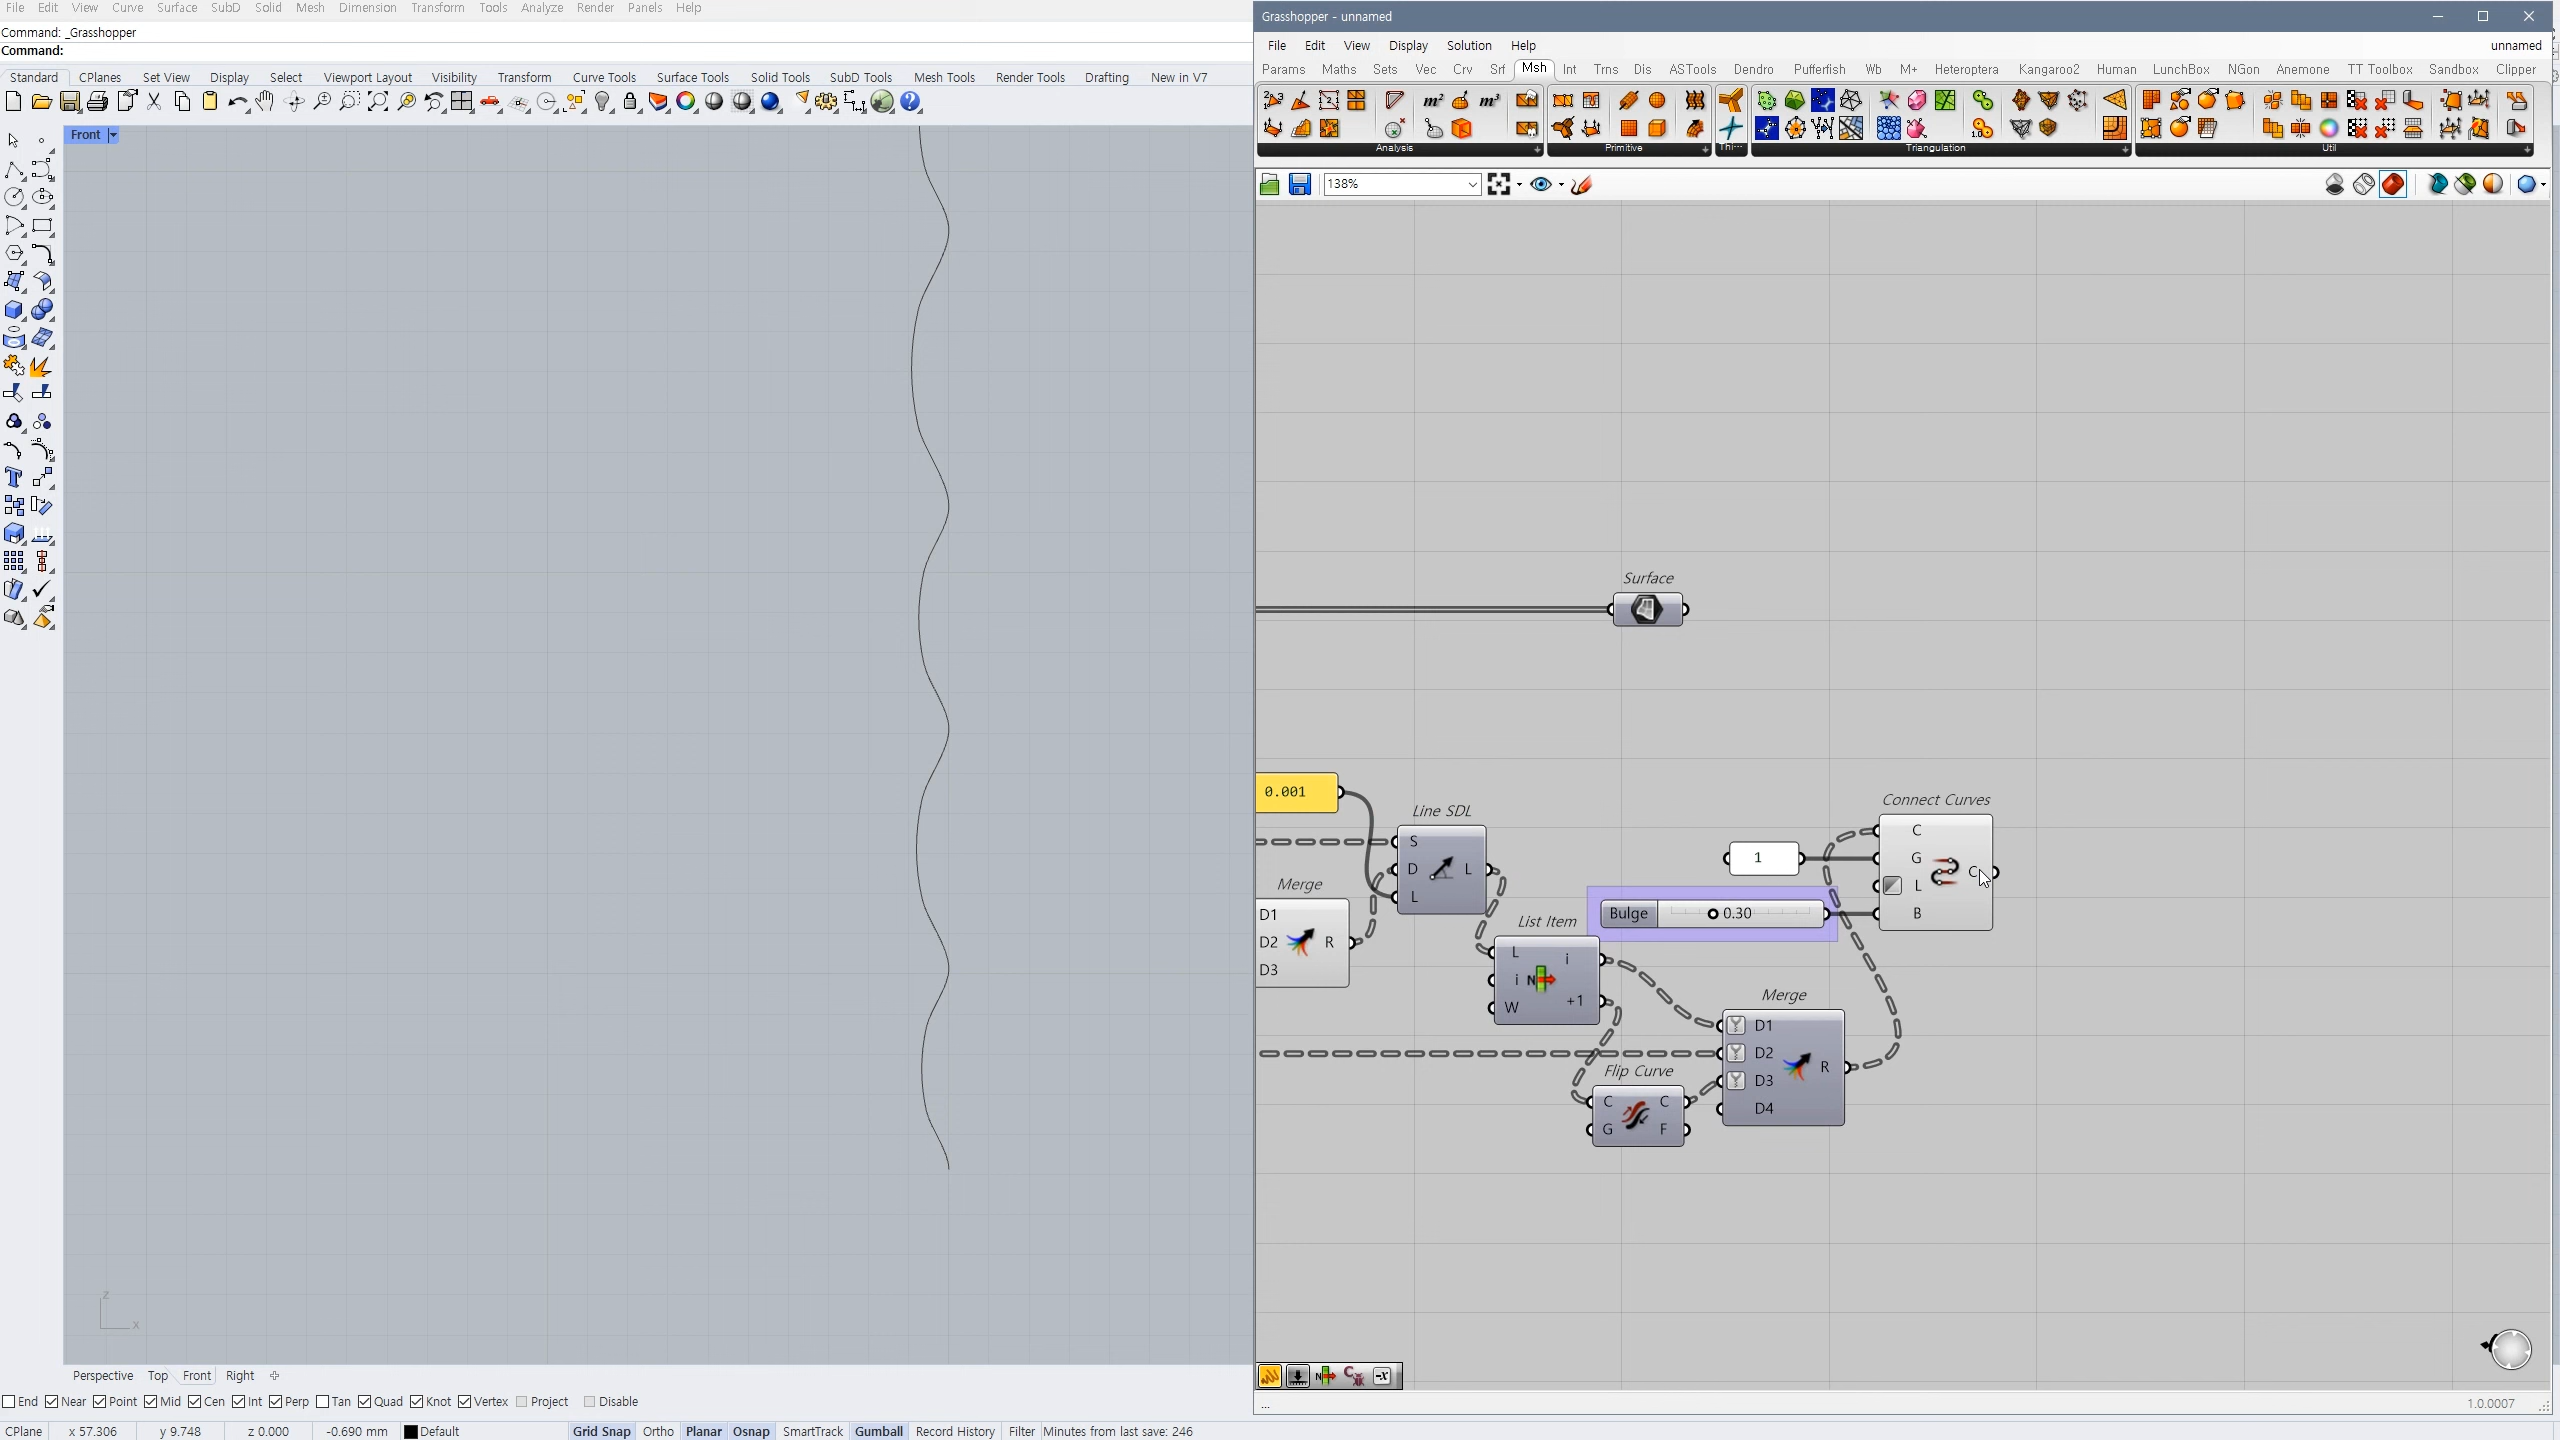 File Edit View Curve Surface SubD Solid Mesh Dimension Transform Tools Analyze Render Panels Help
Command: _Grasshopper
Command:
Standard CPlanes Set View Display Select Viewport Layout Visibility Transform Curve Tools Surface Tools Solid Tools SubD Tools Mesh Tools Render Tools Drafting New in V7
Front
z
x
Perspective Top Front Right
End Near Point Mid Cen Int Perp Tan Quad Knot Vertex Project Disable
CPlane x 57.306 y 9.748 z 0.000 -0.690 mm Default Grid Snap Ortho Planar Osnap SmartTrack Gumball Record History Filter Minutes from last save: 246
Grasshopper - unnamed
File Edit View Display Solution Help unnamed
Params Maths Sets Vec Crv Srf Msh Int Trns Dis ASTools Dendro Pufferfish Wb M+ Heteroptera Kangaroo2 Human LunchBox NGon Anemone TT Toolbox Sandbox Clipper
Analysis Primitive Thi··· Triangulation Util
138%
Surface
0.001
Line SDL
S
D L
L
Merge
D1
D2 R
D3
List Item
L i
i N
W +1
1
Bulge 0.30
Connect Curves
C
G
L C
B
Merge
D1
D2
D3 R
D4
Flip Curve
C C
G F
...
1.0.0007